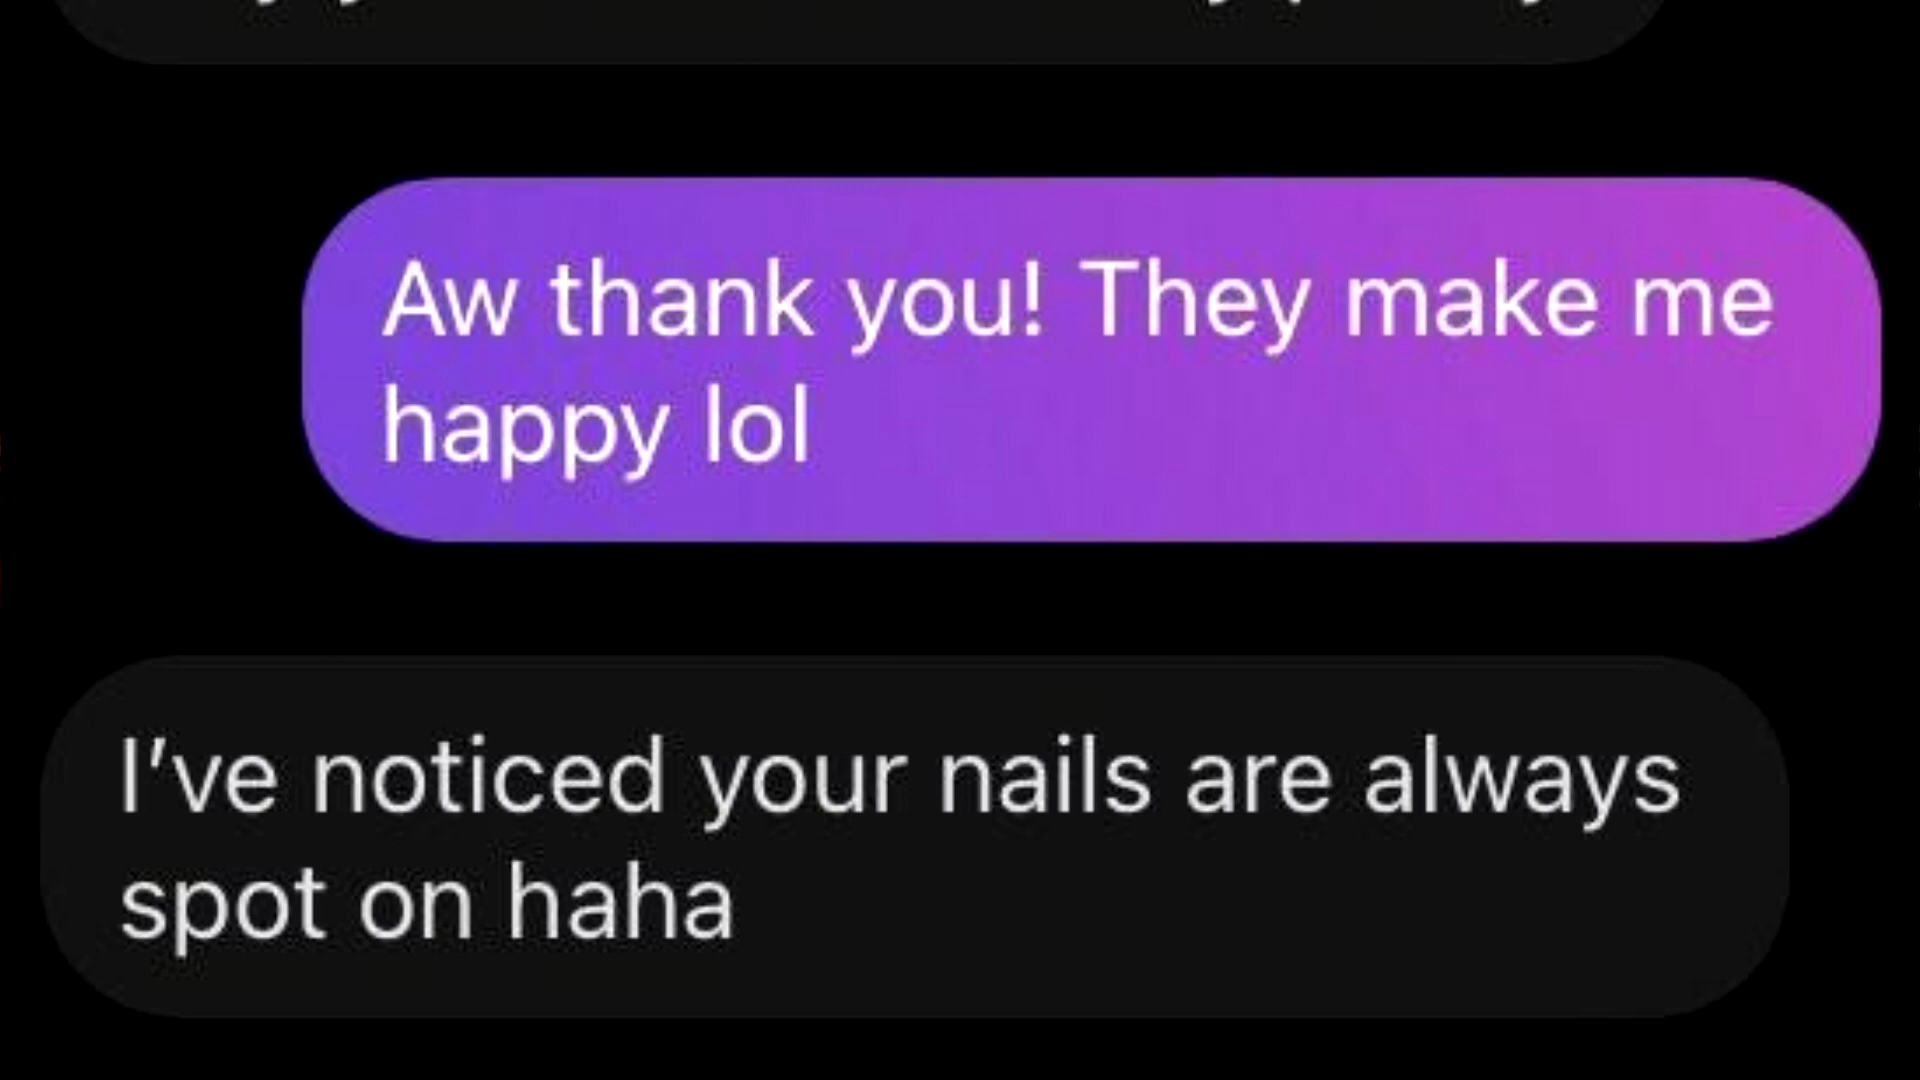 Aw thank you! They make me
happy lol
I've noticed your nails are always
spot on haha